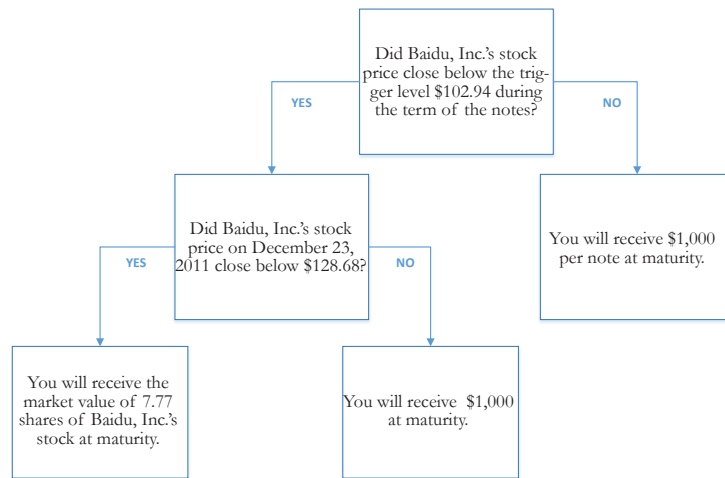 Did Baidu, Inc.'s stock
price close below the trig-
ger level $102.94 during
the term of the notes?
YES
NO
Did Baidu, Inc.'s stock
price on December 23,
2011 close below $128.68?
You will receive $1,000
per note at maturity.
YES
NO
You will receive the
market value of 7.77
shares of Baidu, Inc.'s
stock at maturity.
You will receive $1,000
at maturity.